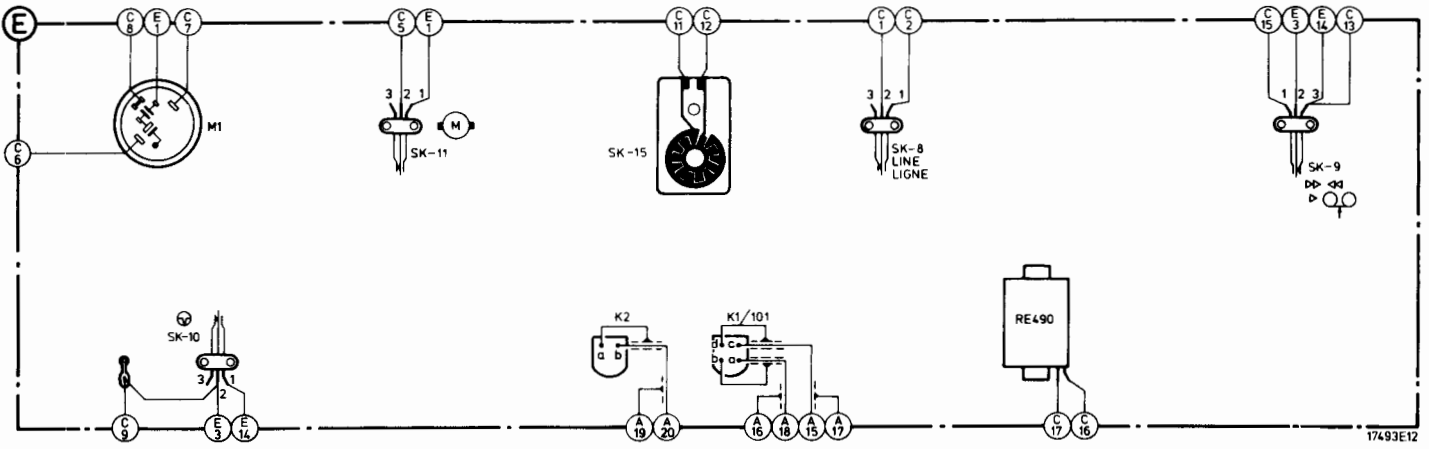 E
C 8
E 1
C 7
C 5
E 1
C 11
C 12
C 1
C 2
C 15
E 3
E 14
C 13
3 2 1
3 2 1
1 2 3
M1
M
SK-11
SK-15
SK-8
LINE
LIGNE
SK-9
C 6
SK-10
3 2 1
K2
a b
K1/101
d c
b a
RE490
C 9
E 3
E 14
A 19
A 20
A 16
A 18
A 15
A 17
C 17
C 16
17493E12